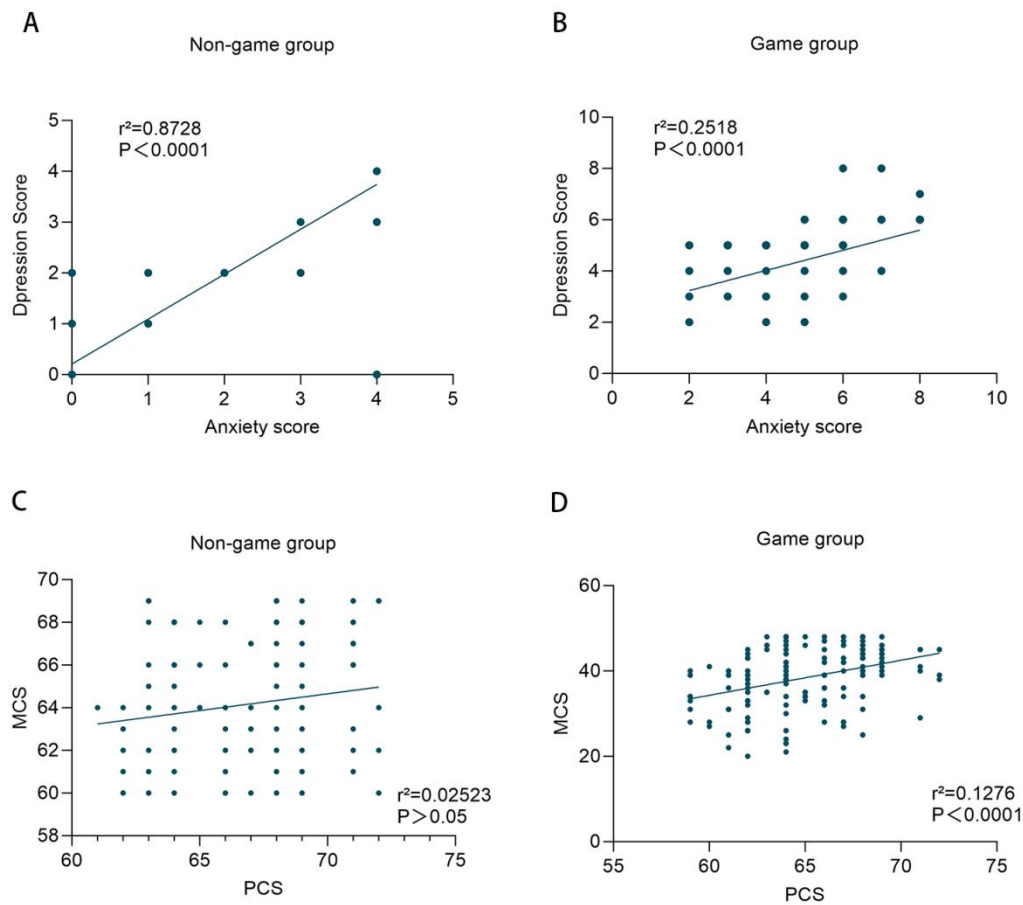 A
Non-game group
r²=0.8728
P<0.0001
5
4
3
2
1
0
Dpression Score
0 1 2 3 4 5
Anxiety score
B
Game group
r²=0.2518
P<0.0001
10
8
6
4
2
0
Dpression Score
0 2 4 6 8 10
Anxiety score
C
Non-game group
70
68
66
64
62
60
58
MCS
r²=0.02523
P>0.05
60 65 70 75
PCS
D
Game group
60
40
20
0
MCS
r²=0.1276
P<0.0001
55 60 65 70 75
PCS